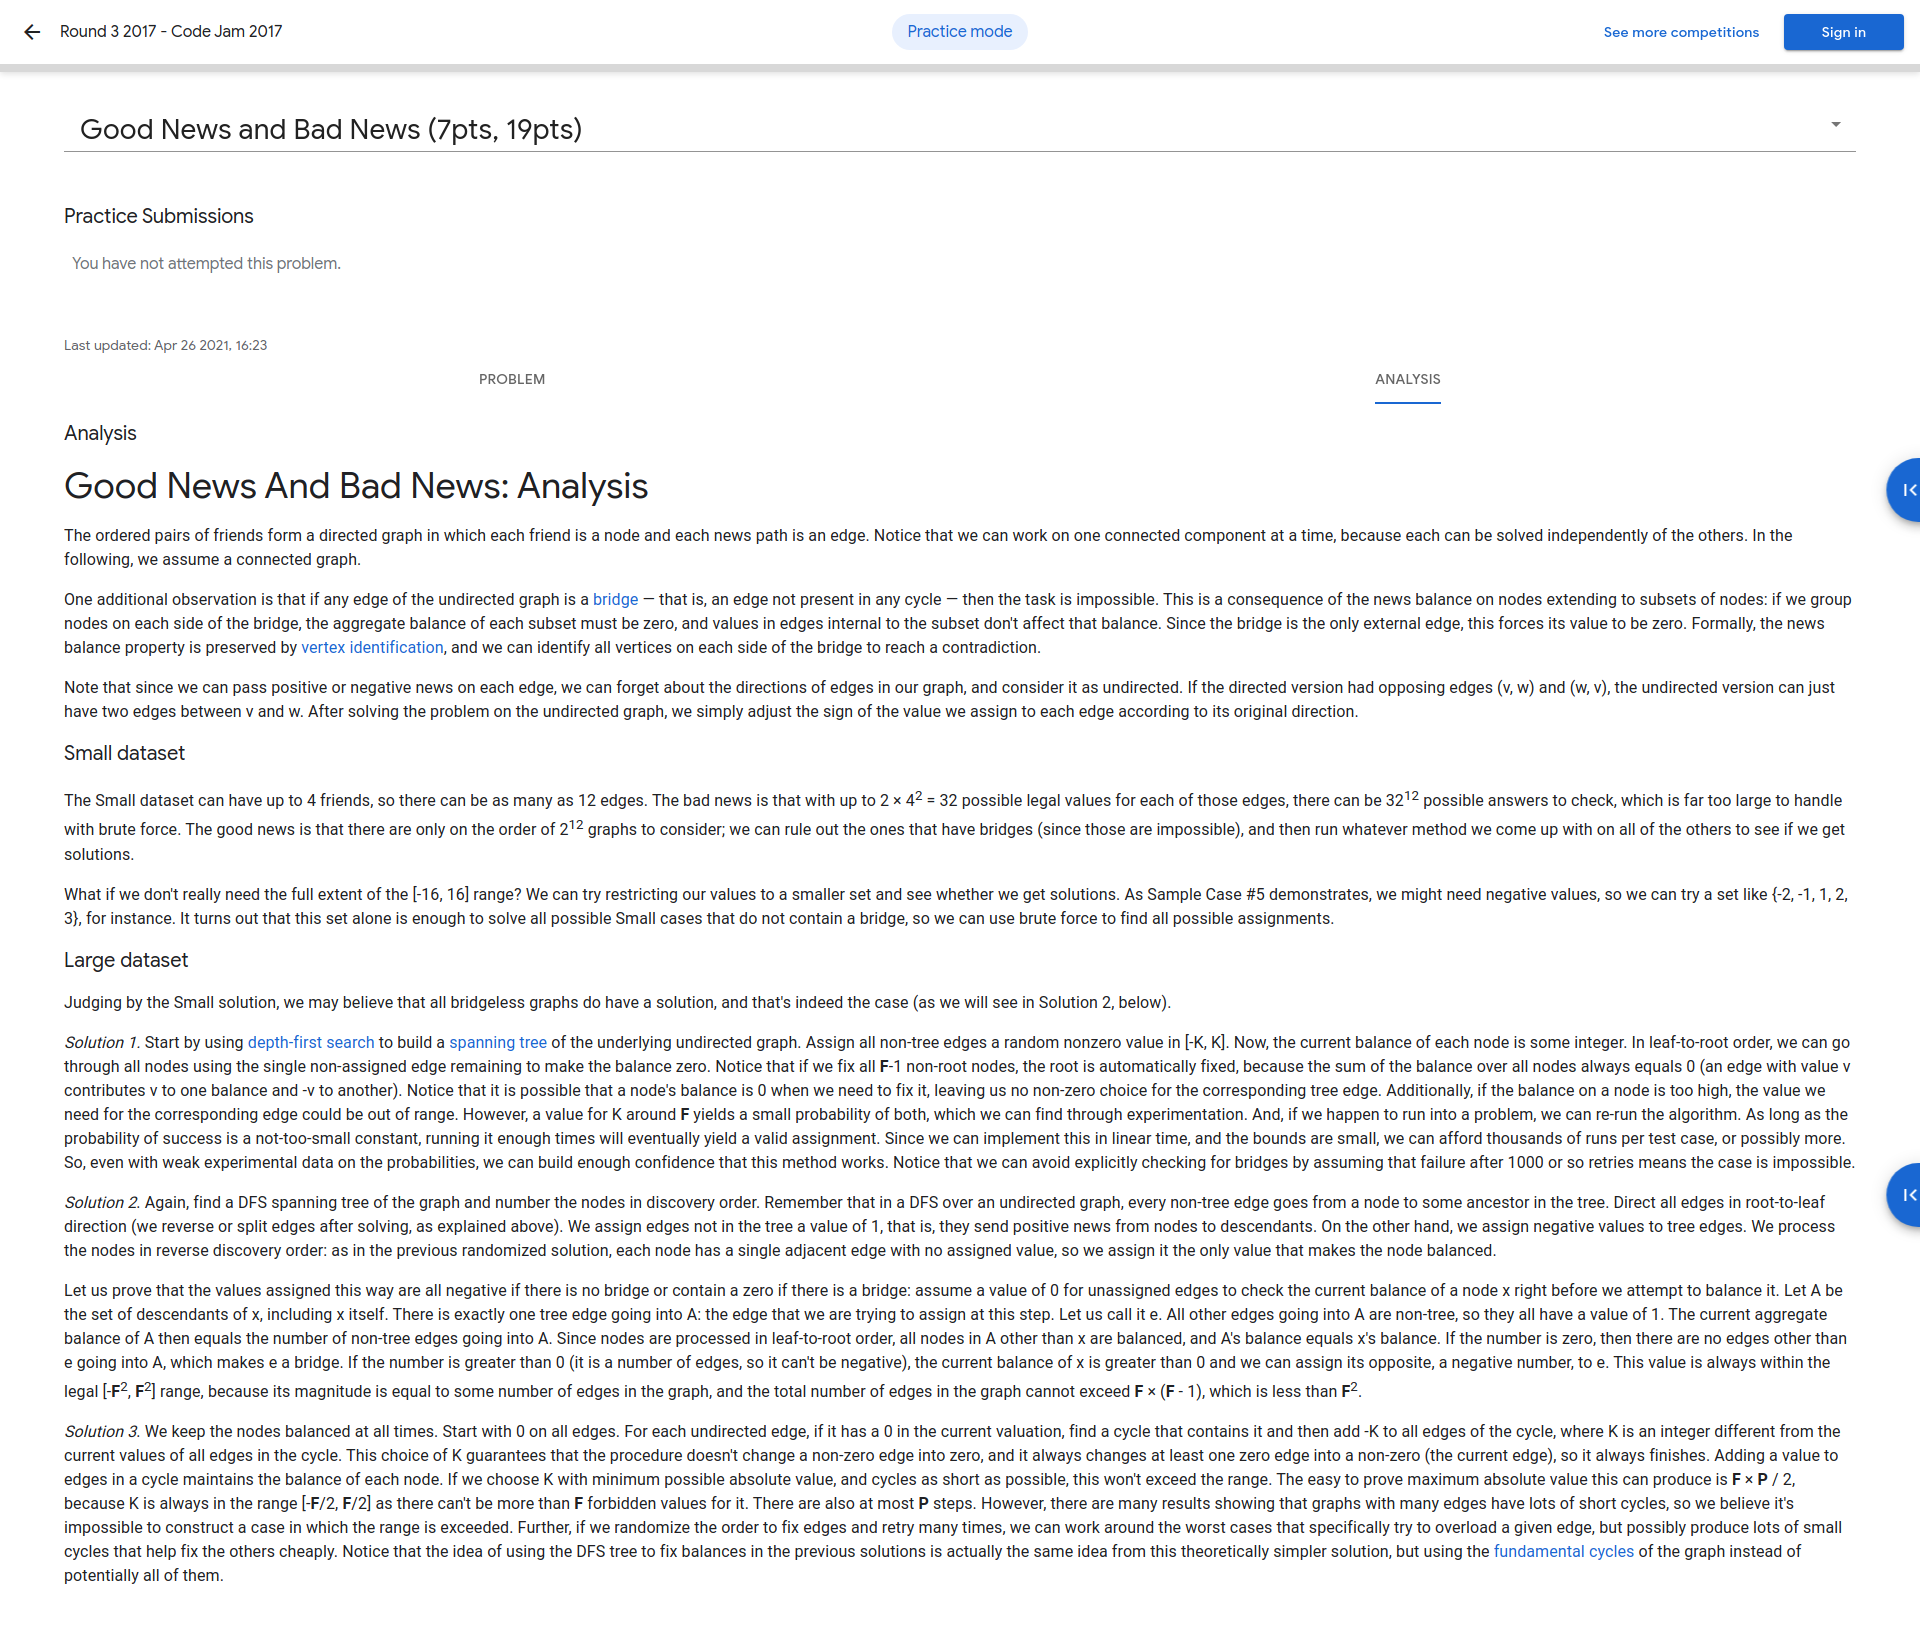 Round 3 2017 - Code Jam 2017
Practice mode
See more competitions
Sign in
Good News and Bad News (7pts, 19pts)
Practice Submissions
You have not attempted this problem.
Last updated: Apr 26 2021, 16:23
PROBLEM
ANALYSIS
Analysis
Good News And Bad News: Analysis
The ordered pairs of friends form a directed graph in which each friend is a node and each news path is an edge. Notice that we can work on one connected component at a time, because each can be solved independently of the others. In the
following, we assume a connected graph.
One additional observation is that if any edge of the undirected graph is a bridge — that is, an edge not present in any cycle — then the task is impossible. This is a consequence of the news balance on nodes extending to subsets of nodes: if we group
nodes on each side of the bridge, the aggregate balance of each subset must be zero, and values in edges internal to the subset don't affect that balance. Since the bridge is the only external edge, this forces its value to be zero. Formally, the news
balance property is preserved by vertex identification, and we can identify all vertices on each side of the bridge to reach a contradiction.
Note that since we can pass positive or negative news on each edge, we can forget about the directions of edges in our graph, and consider it as undirected. If the directed version had opposing edges (v, w) and (w, v), the undirected version can just
have two edges between v and w. After solving the problem on the undirected graph, we simply adjust the sign of the value we assign to each edge according to its original direction.
Small dataset
The Small dataset can have up to 4 friends, so there can be as many as 12 edges. The bad news is that with up to 2 × 4² = 32 possible legal values for each of those edges, there can be 32¹² possible answers to check, which is far too large to handle
with brute force. The good news is that there are only on the order of 2¹² graphs to consider; we can rule out the ones that have bridges (since those are impossible), and then run whatever method we come up with on all of the others to see if we get
solutions.
What if we don't really need the full extent of the [-16, 16] range? We can try restricting our values to a smaller set and see whether we get solutions. As Sample Case #5 demonstrates, we might need negative values, so we can try a set like {-2, -1, 1, 2,
3}, for instance. It turns out that this set alone is enough to solve all possible Small cases that do not contain a bridge, so we can use brute force to find all possible assignments.
Large dataset
Judging by the Small solution, we may believe that all bridgeless graphs do have a solution, and that's indeed the case (as we will see in Solution 2, below).
Solution 1. Start by using depth-first search to build a spanning tree of the underlying undirected graph. Assign all non-tree edges a random nonzero value in [-K, K]. Now, the current balance of each node is some integer. In leaf-to-root order, we can go
through all nodes using the single non-assigned edge remaining to make the balance zero. Notice that if we fix all F-1 non-root nodes, the root is automatically fixed, because the sum of the balance over all nodes always equals 0 (an edge with value v
contributes v to one balance and -v to another). Notice that it is possible that a node's balance is 0 when we need to fix it, leaving us no non-zero choice for the corresponding tree edge. Additionally, if the balance on a node is too high, the value we
need for the corresponding edge could be out of range. However, a value for K around F yields a small probability of both, which we can find through experimentation. And, if we happen to run into a problem, we can re-run the algorithm. As long as the
probability of success is a not-too-small constant, running it enough times will eventually yield a valid assignment. Since we can implement this in linear time, and the bounds are small, we can afford thousands of runs per test case, or possibly more.
So, even with weak experimental data on the probabilities, we can build enough confidence that this method works. Notice that we can avoid explicitly checking for bridges by assuming that failure after 1000 or so retries means the case is impossible.
Solution 2. Again, find a DFS spanning tree of the graph and number the nodes in discovery order. Remember that in a DFS over an undirected graph, every non-tree edge goes from a node to some ancestor in the tree. Direct all edges in root-to-leaf
direction (we reverse or split edges after solving, as explained above). We assign edges not in the tree a value of 1, that is, they send positive news from nodes to descendants. On the other hand, we assign negative values to tree edges. We process
the nodes in reverse discovery order: as in the previous randomized solution, each node has a single adjacent edge with no assigned value, so we assign it the only value that makes the node balanced.
Let us prove that the values assigned this way are all negative if there is no bridge or contain a zero if there is a bridge: assume a value of 0 for unassigned edges to check the current balance of a node x right before we attempt to balance it. Let A be
the set of descendants of x, including x itself. There is exactly one tree edge going into A: the edge that we are trying to assign at this step. Let us call it e. All other edges going into A are non-tree, so they all have a value of 1. The current aggregate
balance of A then equals the number of non-tree edges going into A. Since nodes are processed in leaf-to-root order, all nodes in A other than x are balanced, and A's balance equals x's balance. If the number is zero, then there are no edges other than
e going into A, which makes e a bridge. If the number is greater than 0 (it is a number of edges, so it can't be negative), the current balance of x is greater than 0 and we can assign its opposite, a negative number, to e. This value is always within the
legal [-F², F²] range, because its magnitude is equal to some number of edges in the graph, and the total number of edges in the graph cannot exceed F × (F - 1), which is less than F².
Solution 3. We keep the nodes balanced at all times. Start with 0 on all edges. For each undirected edge, if it has a 0 in the current valuation, find a cycle that contains it and then add -K to all edges of the cycle, where K is an integer different from the
current values of all edges in the cycle. This choice of K guarantees that the procedure doesn't change a non-zero edge into zero, and it always changes at least one zero edge into a non-zero (the current edge), so it always finishes. Adding a value to
edges in a cycle maintains the balance of each node. If we choose K with minimum possible absolute value, and cycles as short as possible, this won't exceed the range. The easy to prove maximum absolute value this can produce is F × P / 2,
because K is always in the range [-F/2, F/2] as there can't be more than F forbidden values for it. There are also at most P steps. However, there are many results showing that graphs with many edges have lots of short cycles, so we believe it's
impossible to construct a case in which the range is exceeded. Further, if we randomize the order to fix edges and retry many times, we can work around the worst cases that specifically try to overload a given edge, but possibly produce lots of small
cycles that help fix the others cheaply. Notice that the idea of using the DFS tree to fix balances in the previous solutions is actually the same idea from this theoretically simpler solution, but using the fundamental cycles of the graph instead of
potentially all of them.